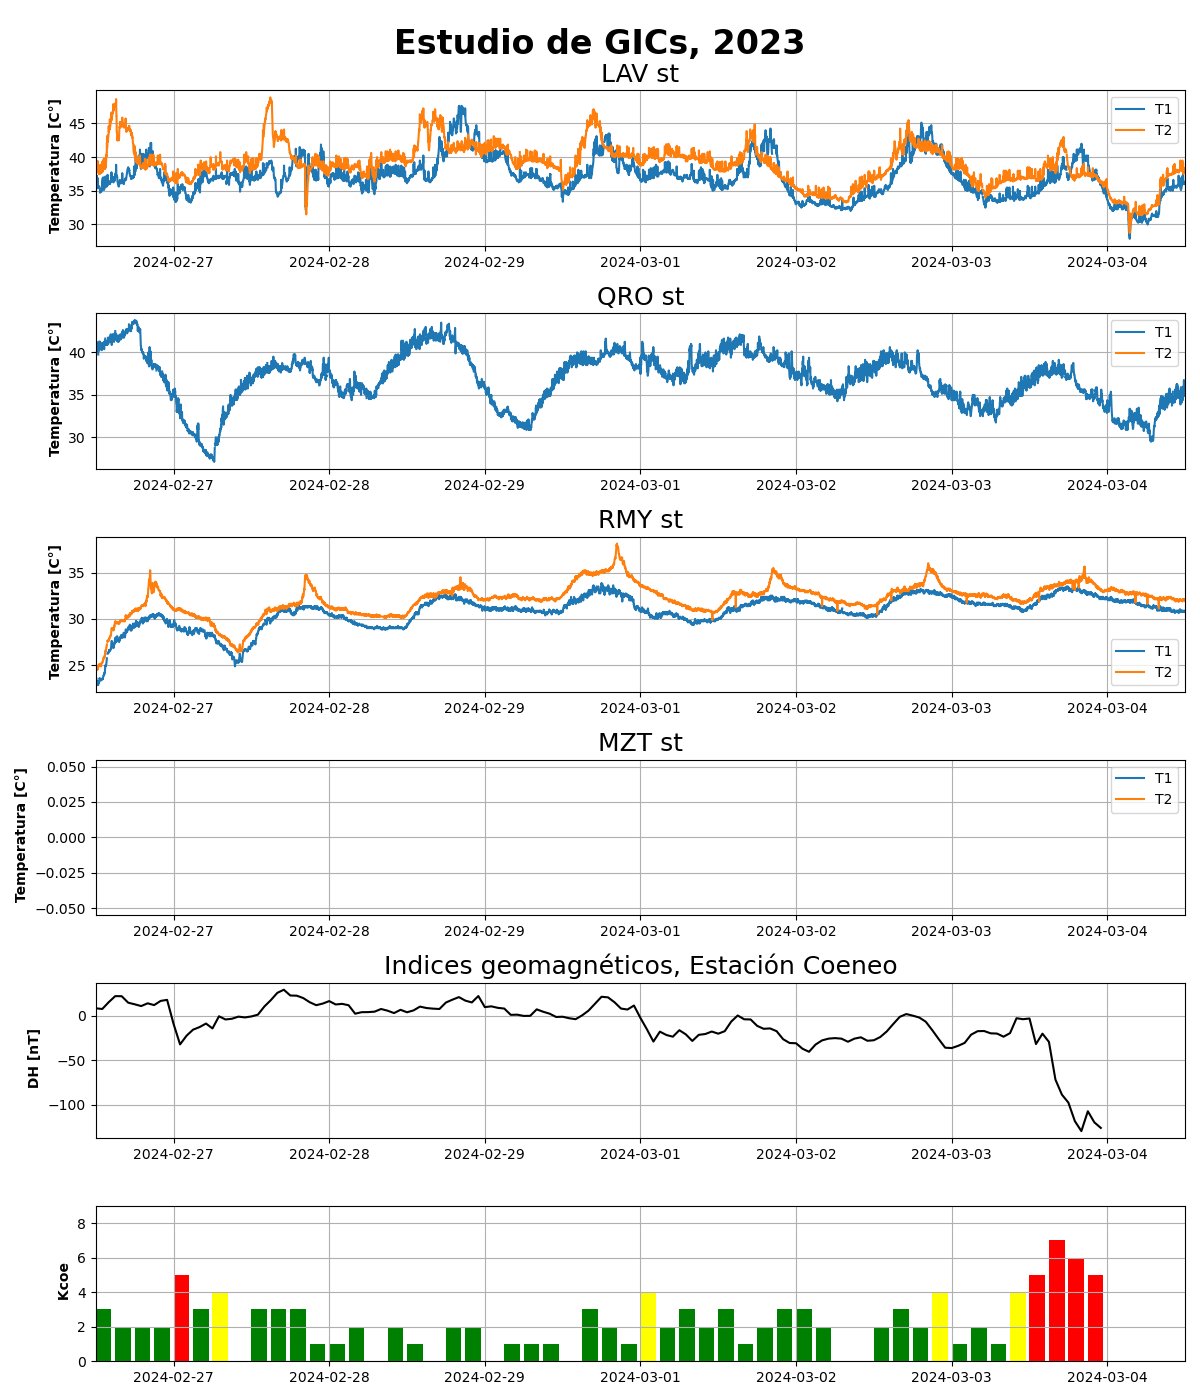 Estudio de GICs, 2023
LAV st
Temperatura [C°]
45
40
35
30
T1
T2
2024-02-27 2024-02-28 2024-02-29 2024-03-01 2024-03-02 2024-03-03 2024-03-04
QRO st
Temperatura [C°]
40
35
30
T1
T2
2024-02-27 2024-02-28 2024-02-29 2024-03-01 2024-03-02 2024-03-03 2024-03-04
RMY st
Temperatura [C°]
35
30
25
T1
T2
2024-02-27 2024-02-28 2024-02-29 2024-03-01 2024-03-02 2024-03-03 2024-03-04
MZT st
Temperatura [C°]
0.050
0.025
0.000
−0.025
−0.050
T1
T2
2024-02-27 2024-02-28 2024-02-29 2024-03-01 2024-03-02 2024-03-03 2024-03-04
Indices geomagnéticos, Estación Coeneo
DH [nT]
0
−50
−100
2024-02-27 2024-02-28 2024-02-29 2024-03-01 2024-03-02 2024-03-03 2024-03-04
Kcoe
8
6
4
2
0
2024-02-27 2024-02-28 2024-02-29 2024-03-01 2024-03-02 2024-03-03 2024-03-04